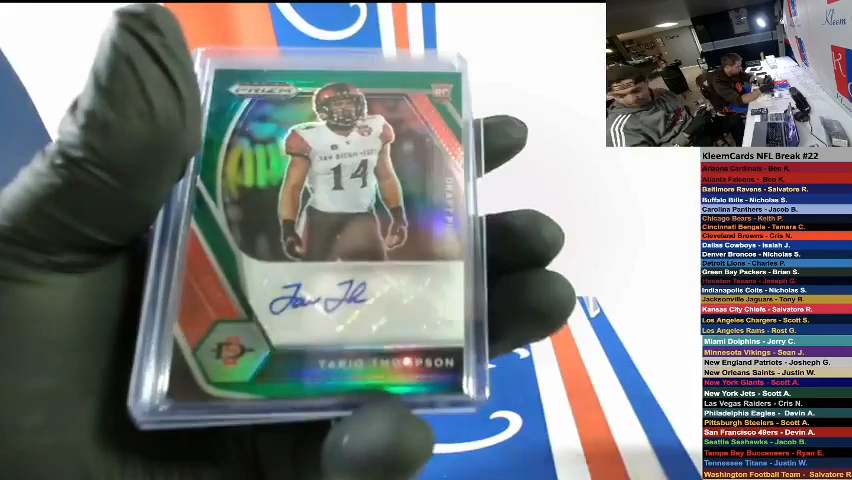 PRIZM
RC
SAN DIEGO STATE
14
DRAFT PI
TARIQ THOMPSON
Kleem
KleemCards NFL Break #22
Arizona Cardinals - Ben K.
Atlanta Falcons - Ben K.
Baltimore Ravens - Salvatore R.
Buffalo Bills - Nicholas S.
Carolina Panthers - Jacob B.
Chicago Bears - Keith P.
Cincinnati Bengals - Tamara C.
Cleveland Browns - Cris N.
Dallas Cowboys - Isaiah J.
Denver Broncos - Nicholas S.
Detroit Lions - Charles P.
Green Bay Packers - Brian S.
Houston Texans - Joseph G.
Indianapolis Colts - Nicholas S.
Jacksonville Jaguars - Tony B.
Kansas City Chiefs - Salvatore R.
Los Angeles Chargers - Scott S.
Los Angeles Rams - Rost G.
Miami Dolphins - Jerry C.
Minnesota Vikings - Sean J.
New England Patriots - Josheph G.
New Orleans Saints - Justin W.
New York Giants - Scott A.
New York Jets - Scott A.
Las Vegas Raiders - Cris N.
Philadelphia Eagles - Devin A.
Pittsburgh Steelers - Scott A.
San Francisco 49ers - Devin A.
Seattle Seahawks - Jacob B.
Tampa Bay Buccaneers - Ryan E.
Tennessee Titans - Justin W.
Washington Football Team - Salvatore R